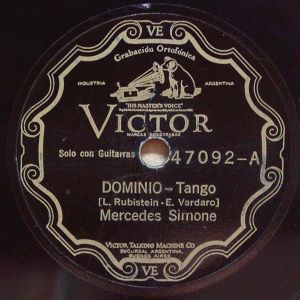 VE
Grabación Ortofónica
INDUSTRIA ARGENTINA
"HIS MASTER'S VOICE"
VICTOR
MARCAS REGISTRADAS
Solo con Guitarras 47092-A
DOMINIO - Tango
[L. Rubistein - E. Vardaro]
Mercedes Simone
VICTOR TALKING MACHINE CO
SUCURSAL ARGENTINA,
BUENOS AIRES
VE